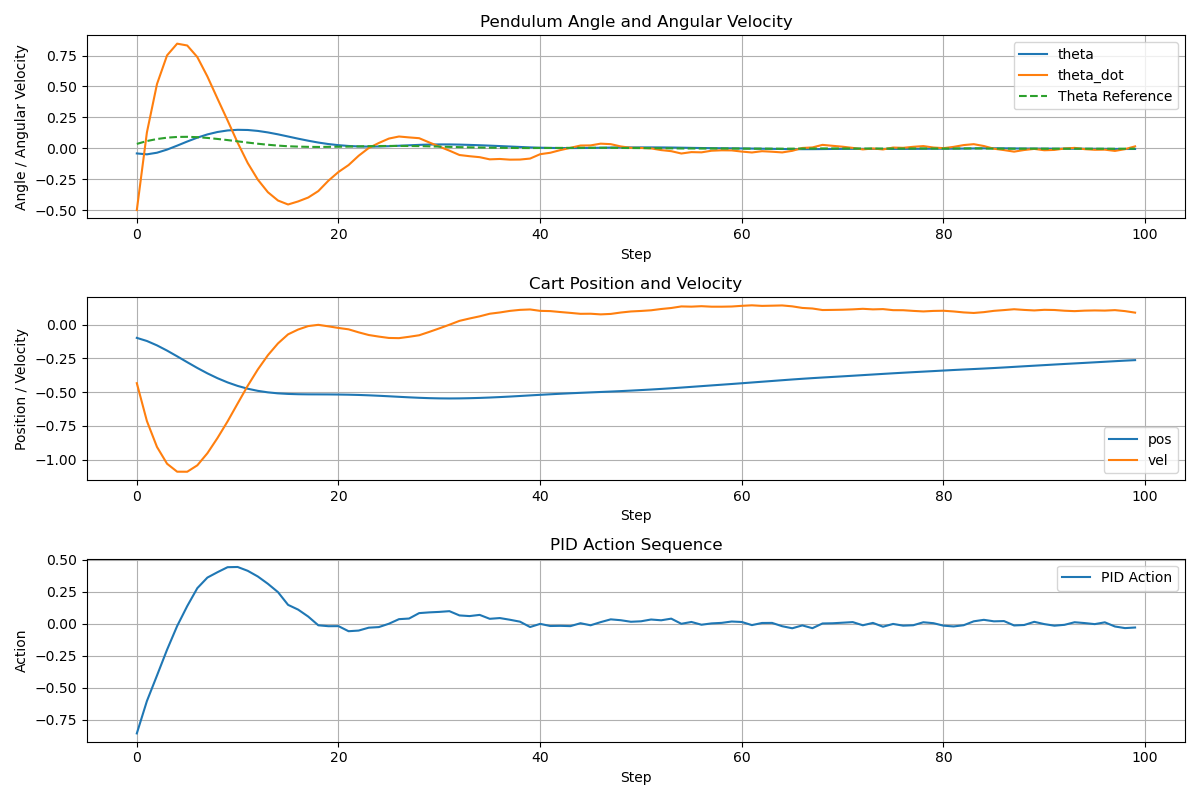 Pendulum Angle and Angular Velocity
Angle / Angular Velocity
0.75
0.50
0.25
0.00
−0.25
−0.50
theta
theta_dot
Theta Reference
0
20
40
60
80
100
Step
Cart Position and Velocity
Position / Velocity
0.00
−0.25
−0.50
−0.75
−1.00
pos
vel
0
20
40
60
80
100
Step
PID Action Sequence
Action
0.50
0.25
0.00
−0.25
−0.50
−0.75
PID Action
0
20
40
60
80
100
Step